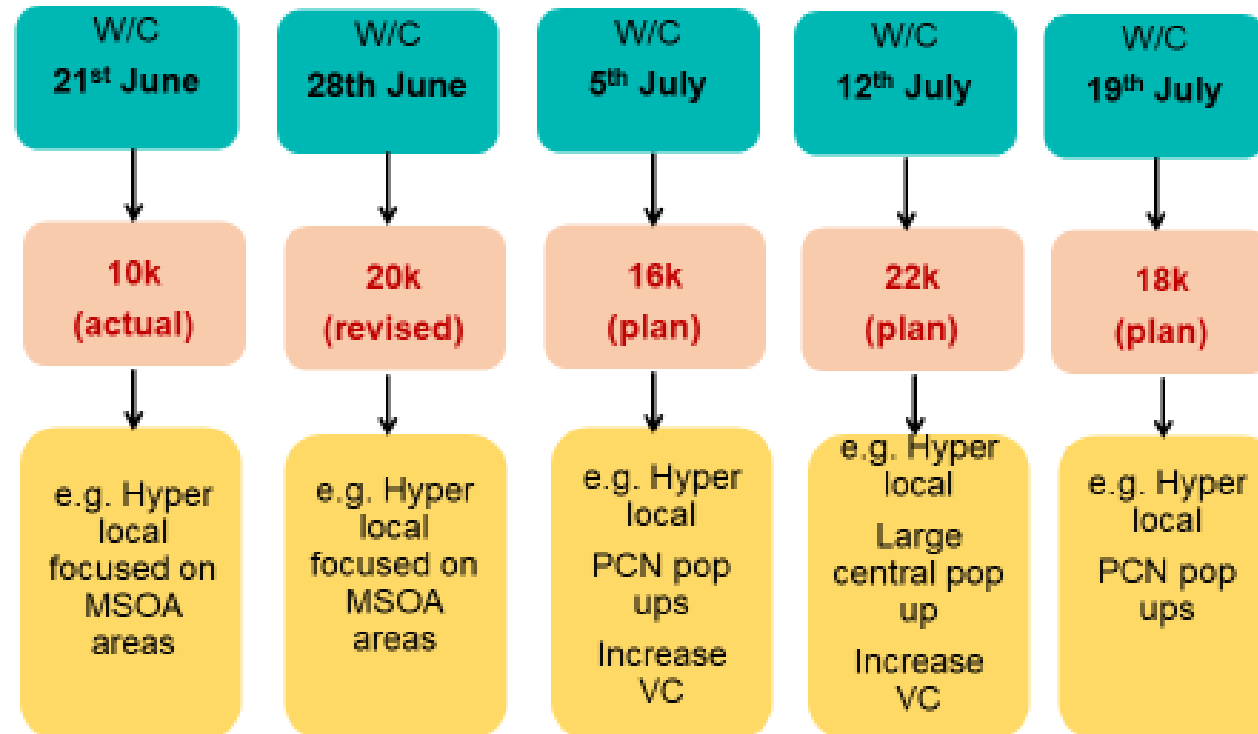 W/C
21st June
10k
(actual)
e.g. Hyper
local
focused on
MSOA
areas
W/C
28th June
20k
(revised)
e.g. Hyper
local
focused on
MSOA
areas
W/C
5th July
16k
(plan)
e.g. Hyper
local
PCN pop
ups
Increase
VC
W/C
12th July
22k
(plan)
e.g. Hyper
local
Large
central pop
up
Increase
VC
W/C
19th July
18k
(plan)
e.g. Hyper
local
PCN pop
ups